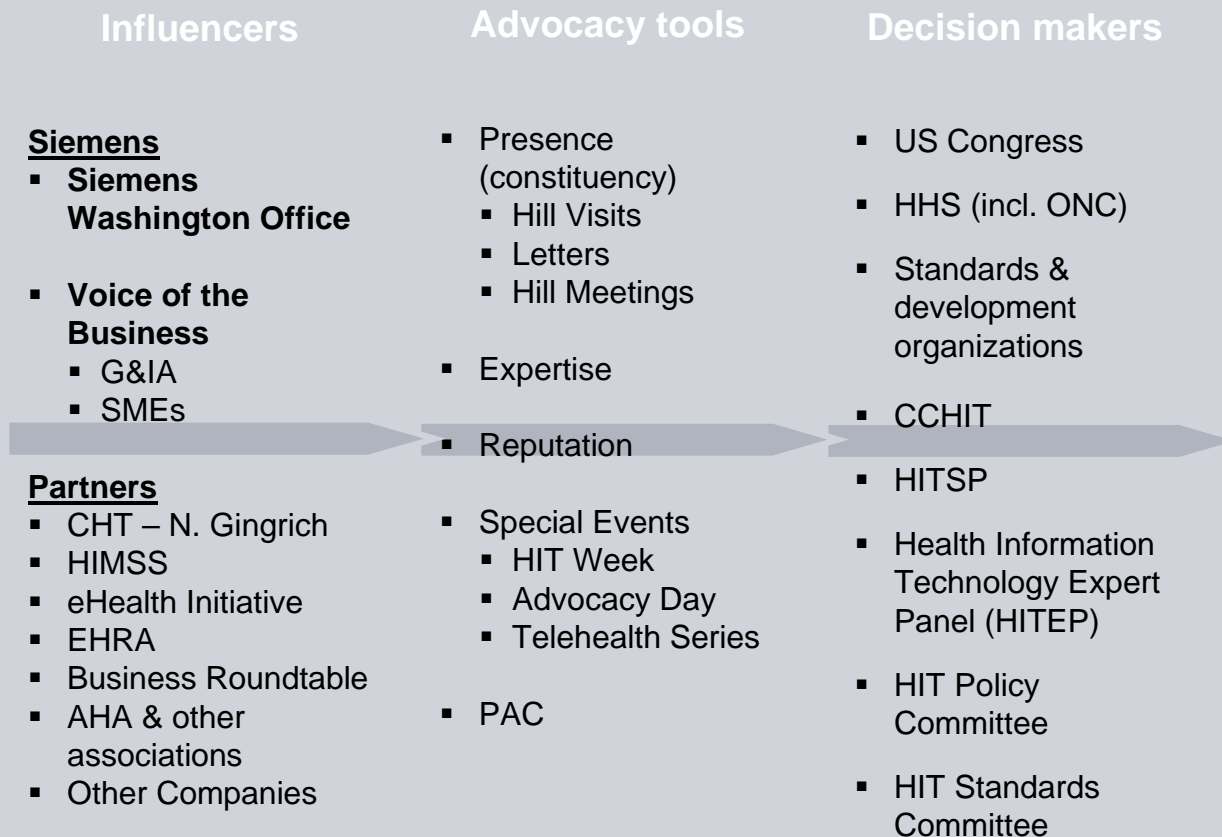 Influencers
Siemens
▪ Siemens
Washington Office
▪ Voice of the
Business
▪ G&IA
▪ SMEs
Partners
▪ CHT – N. Gingrich
▪ HIMSS
▪ eHealth Initiative
▪ EHRA
▪ Business Roundtable
▪ AHA & other
associations
▪ Other Companies
Advocacy tools
▪ Presence
(constituency)
▪ Hill Visits
▪ Letters
▪ Hill Meetings
▪ Expertise
▪ Reputation
▪ Special Events
▪ HIT Week
▪ Advocacy Day
▪ Telehealth Series
▪ PAC
Decision makers
▪ US Congress
▪ HHS (incl. ONC)
▪ Standards &
development
organizations
▪ CCHIT
▪ HITSP
▪ Health Information
Technology Expert
Panel (HITEP)
▪ HIT Policy
Committee
▪ HIT Standards
Committee